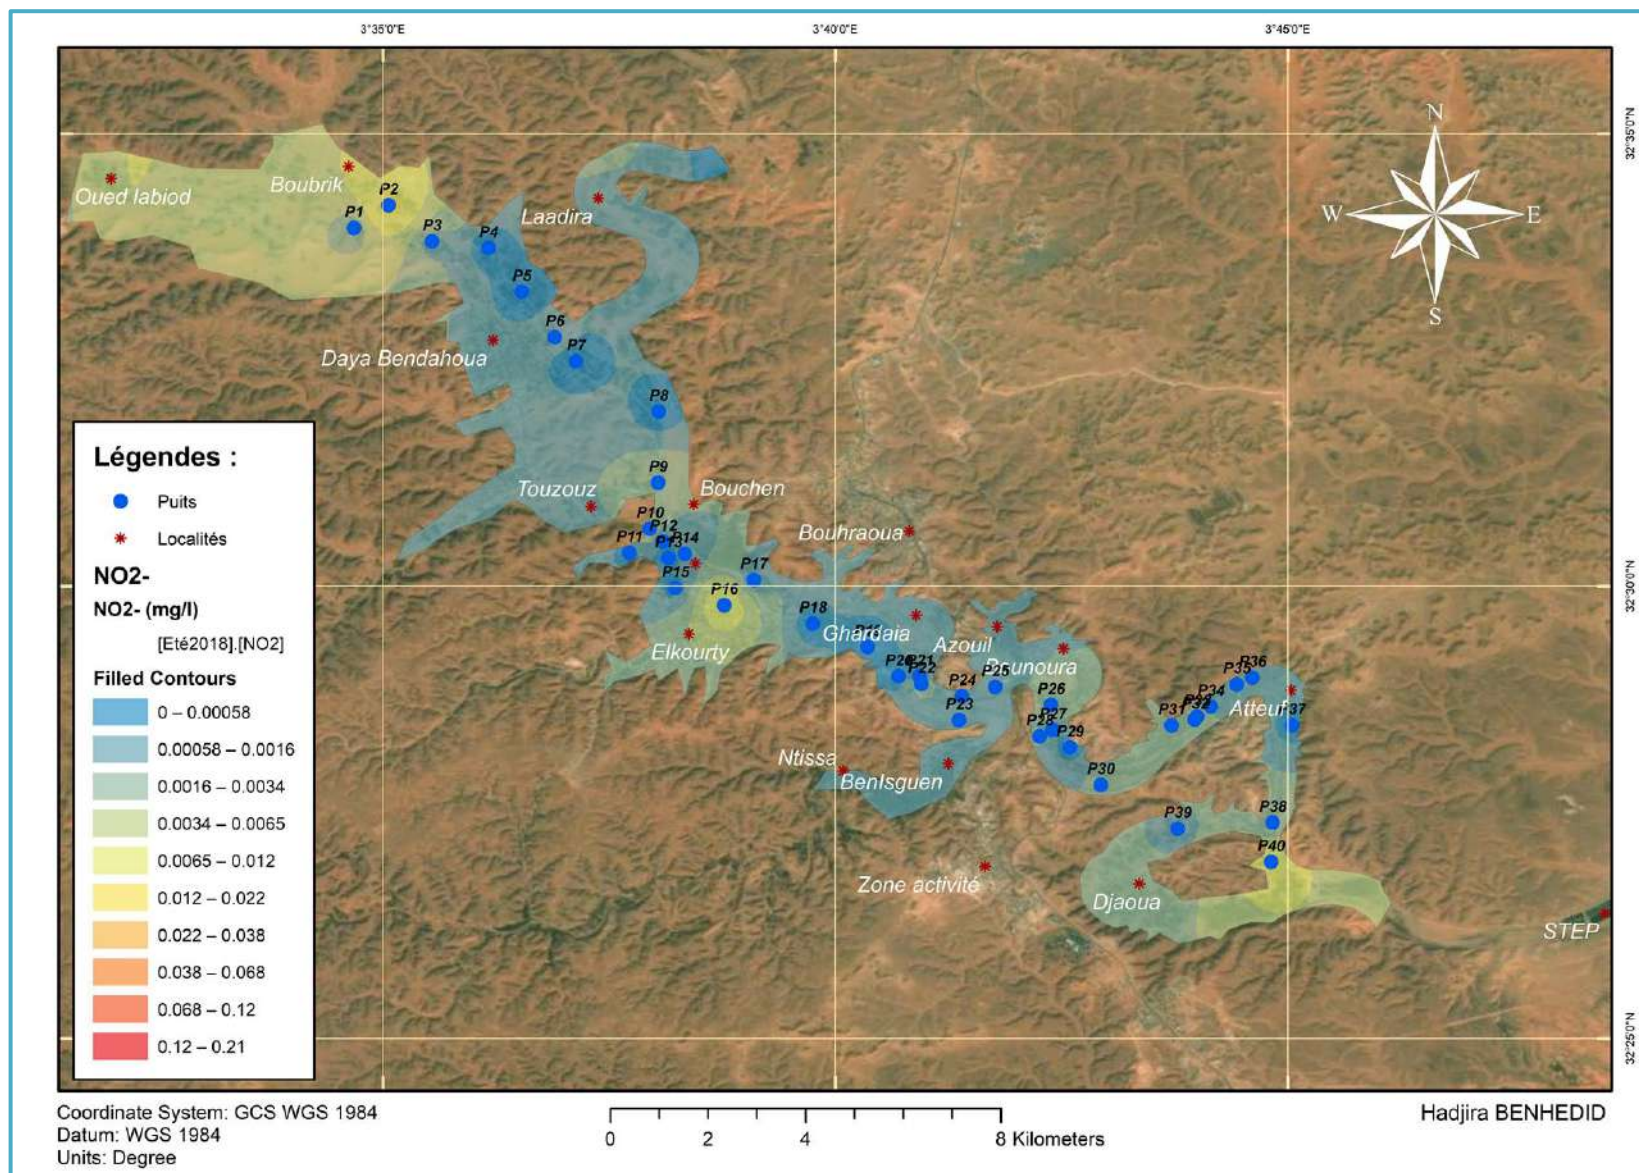 3°35'0"E
3°40'0"E
3°45'0"E
32°35'0"N
32°30'0"N
32°25'0"N
N
W
E
S
Oued labiod
Boubrik
P1
P2
P3
P4
P5
P6
P7
P8
Laadira
Daya Bendahoua
P9
Touzouz
Bouchen
P10
P12
P11
P13
P14
P15
P16
P17
Bouhraoua
P18
Ghardaia
Elkourty
Azouil
Bounoura
P20
P21
P22
P24
P23
P25
P26
P27
P28
P29
P30
P31
P34
P35
P36
Atteuf
P37
Ntissa
BenIsguen
P39
P38
P40
Zone activité
Djaoua
STEP
Légendes :
Puits
Localités
NO2-
NO2- (mg/l)
[Eté2018].[NO2]
Filled Contours
0 – 0.00058
0.00058 – 0.0016
0.0016 – 0.0034
0.0034 – 0.0065
0.0065 – 0.012
0.012 – 0.022
0.022 – 0.038
0.038 – 0.068
0.068 – 0.12
0.12 – 0.21
Coordinate System: GCS WGS 1984
Datum: WGS 1984
Units: Degree
0 2 4 8 Kilometers
Hadjira BENHEDID